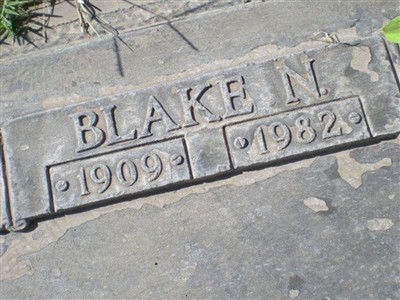 BLAKE N.
• 1909 • • 1982 •